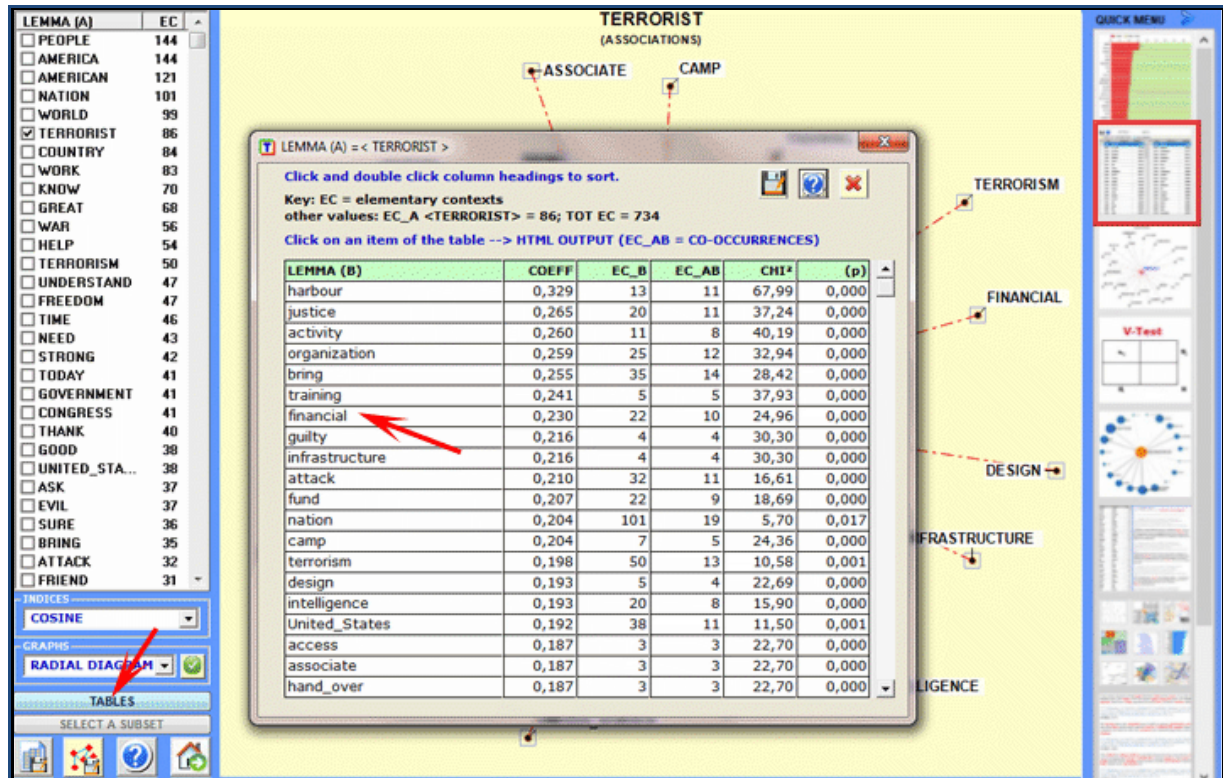 LEMMA (A) EC
PEOPLE 144
AMERICA 144
AMERICAN 121
NATION 101
WORLD 99
TERRORIST 86
COUNTRY 84
WORK 83
KNOW 70
GREAT 68
WAR 56
HELP 54
TERRORISM 50
UNDERSTAND 47
FREEDOM 47
TIME 46
NEED 43
STRONG 42
TODAY 41
GOVERNMENT 41
CONGRESS 41
THANK 40
GOOD 38
UNITED_STA... 38
ASK 37
EVIL 37
SURE 36
BRING 35
ATTACK 32
FRIEND 31
INDICES
COSINE
GRAPHS
RADIAL DIAGRAM
TABLES
SELECT A SUBSET
TERRORIST
(ASSOCIATIONS)
ASSOCIATE
CAMP
TERRORISM
FINANCIAL
DESIGN
FRASTRUCTURE
LIGENCE
LEMMA (A) = < TERRORIST >
Click and double click column headings to sort.
Key: EC = elementary contexts
other values: EC_A <TERRORIST> = 86; TOT EC = 734
Click on an item of the table --> HTML OUTPUT (EC_AB = CO-OCCURRENCES)
LEMMA (B) COEFF EC_B EC_AB CHI² (p)
harbour 0,329 13 11 67,99 0,000
justice 0,265 20 11 37,24 0,000
activity 0,260 11 8 40,19 0,000
organization 0,259 25 12 32,94 0,000
bring 0,255 35 14 28,42 0,000
training 0,241 5 5 37,93 0,000
financial 0,230 22 10 24,96 0,000
guilty 0,216 4 4 30,30 0,000
infrastructure 0,216 4 4 30,30 0,000
attack 0,210 32 11 16,61 0,000
fund 0,207 22 9 18,69 0,000
nation 0,204 101 19 5,70 0,017
camp 0,204 7 5 24,36 0,000
terrorism 0,198 50 13 10,58 0,001
design 0,193 5 4 22,69 0,000
intelligence 0,193 20 8 15,90 0,000
United_States 0,192 38 11 11,50 0,001
access 0,187 3 3 22,70 0,000
associate 0,187 3 3 22,70 0,000
hand_over 0,187 3 3 22,70 0,000
QUICK MENU
V-Test